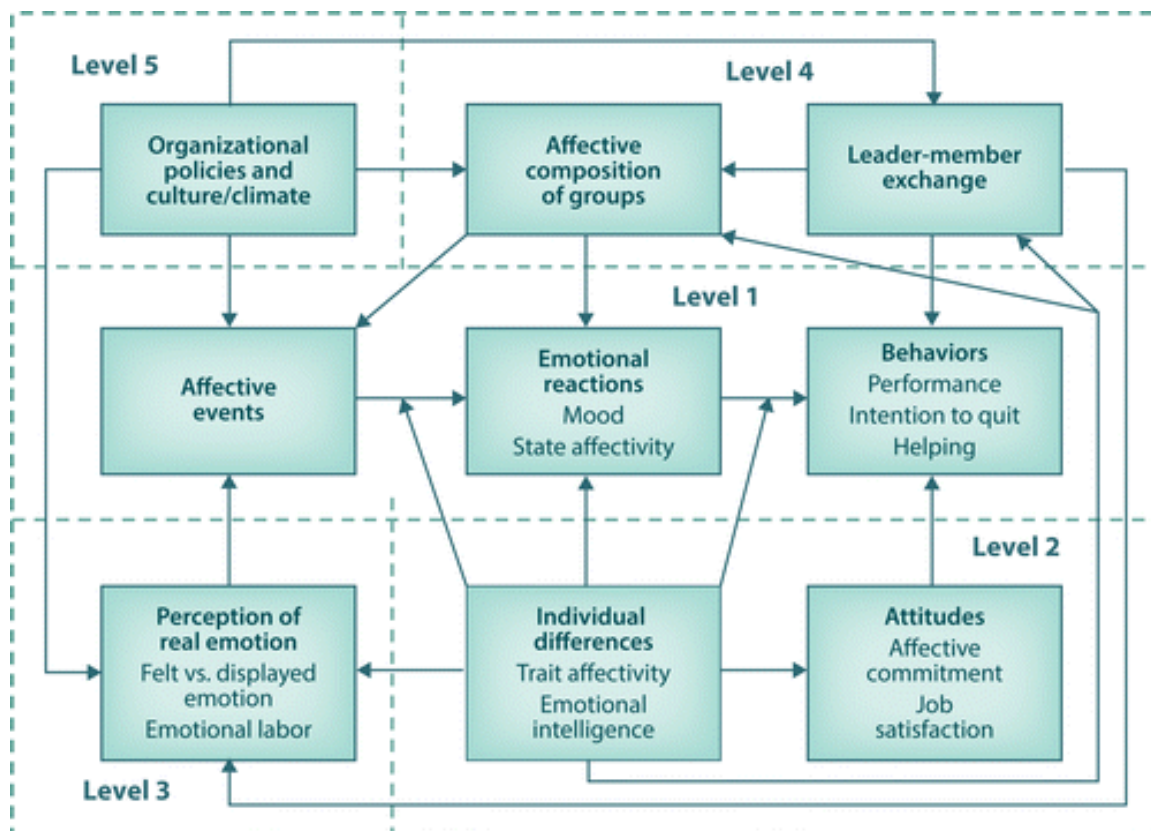 Level 5
Level 4
Organizational
policies and
culture/climate
Affective
composition
of groups
Leader-member
exchange
Level 1
Affective
events
Emotional
reactions
Mood
State affectivity
Behaviors
Performance
Intention to quit
Helping
Level 2
Perception of
real emotion
Felt vs. displayed
emotion
Emotional labor
Individual
differences
Trait affectivity
Emotional
intelligence
Attitudes
Affective
commitment
Job
satisfaction
Level 3